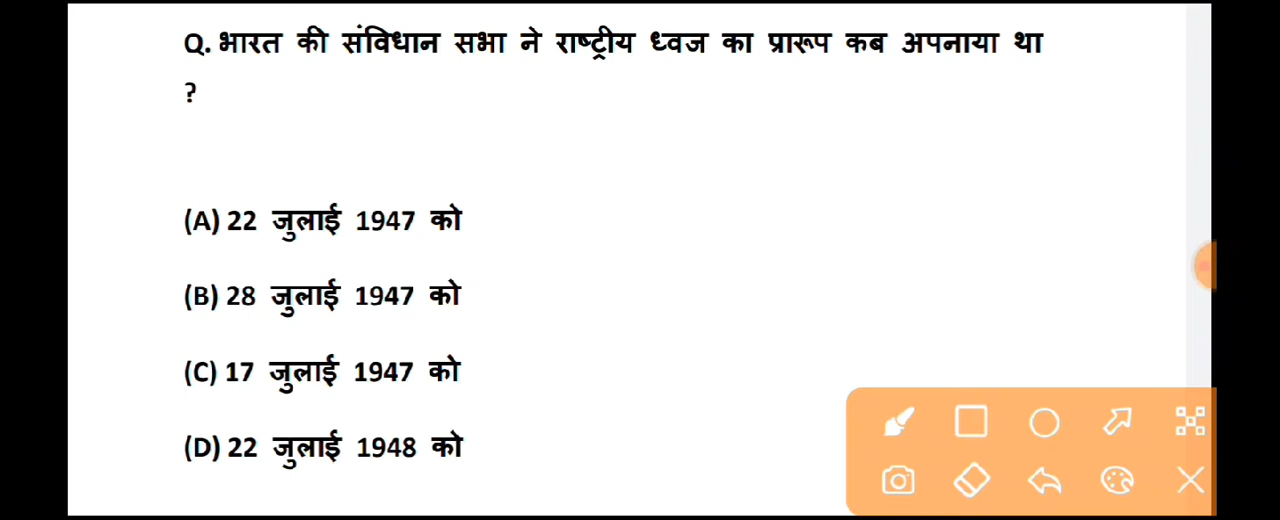 Q. भारत की संविधान सभा ने राष्ट्रीय ध्वज का प्रारूप कब अपनाया था
?
(A) 22 जुलाई 1947 को
(B) 28 जुलाई 1947 को
(C) 17 जुलाई 1947 को
(D) 22 जुलाई 1948 को